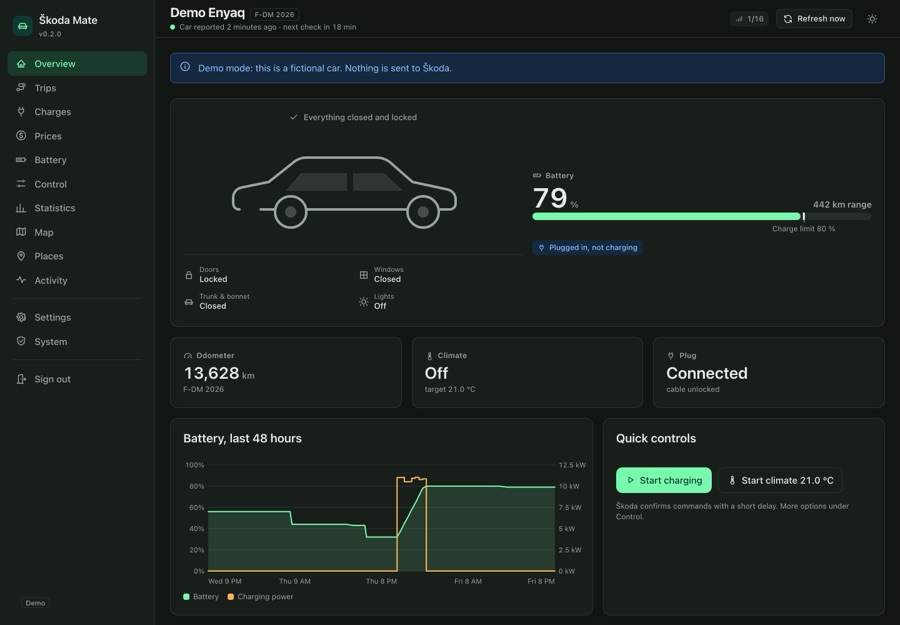 Škoda Mate
v0.2.0
Overview
Trips
Charges
Prices
Battery
Control
Statistics
Map
Places
Activity
Settings
System
Sign out
Demo
Demo Enyaq F-DM 2026
Car reported 2 minutes ago · next check in 18 min
1/16
Refresh now
Demo mode: this is a fictional car. Nothing is sent to Škoda.
Everything closed and locked
Doors
Locked
Windows
Closed
Trunk & bonnet
Closed
Lights
Off
Battery
79 %
442 km range
Charge limit 80 %
Plugged in, not charging
Odometer
13,628 km
F-DM 2026
Climate
Off
target 21.0 °C
Plug
Connected
cable unlocked
Battery, last 48 hours
100%
80%
60%
40%
20%
0%
12.5 kW
10 kW
7.5 kW
5 kW
2.5 kW
0 kW
Wed 9 PM
Thu 9 AM
Thu 8 PM
Fri 8 AM
Fri 8 PM
Battery
Charging power
Quick controls
Start charging
Start climate 21.0 °C
Škoda confirms commands with a short delay. More options under
Control.